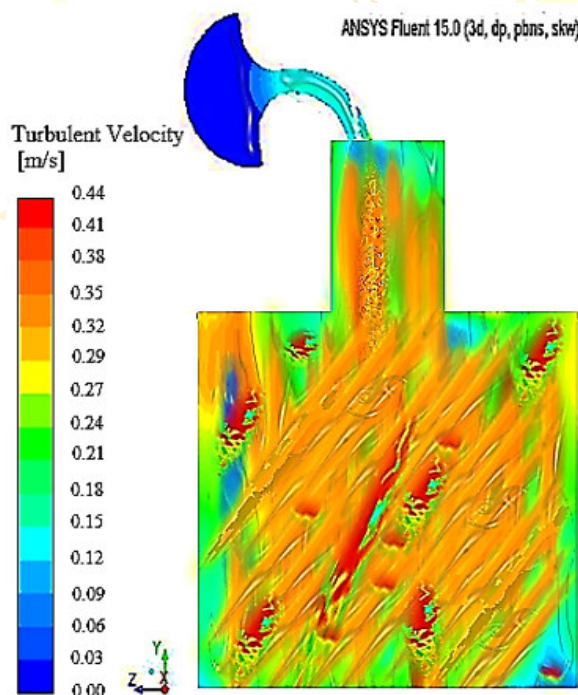 ANSYS Fluent 15.0 (3d, dp, pbns, skw)
Turbulent Velocity
[m/s]
0.44
0.41
0.38
0.35
0.32
0.29
0.27
0.24
0.21
0.18
0.15
0.12
0.09
0.06
0.03
0.00
Y
Z
X